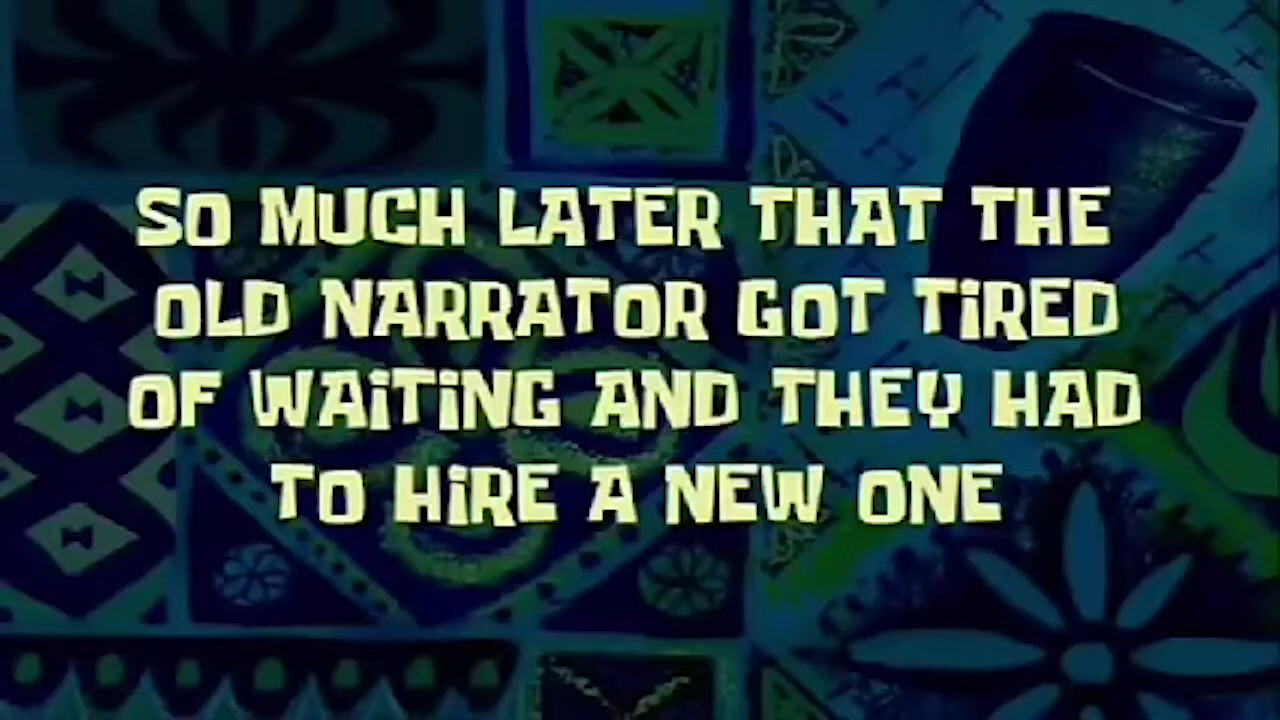 SO MUCH LATER THAT THE
OLD NARRATOR GOT TiRED
OF WAiTiNG AND THEY HAD
TO HiRE A NEW ONE